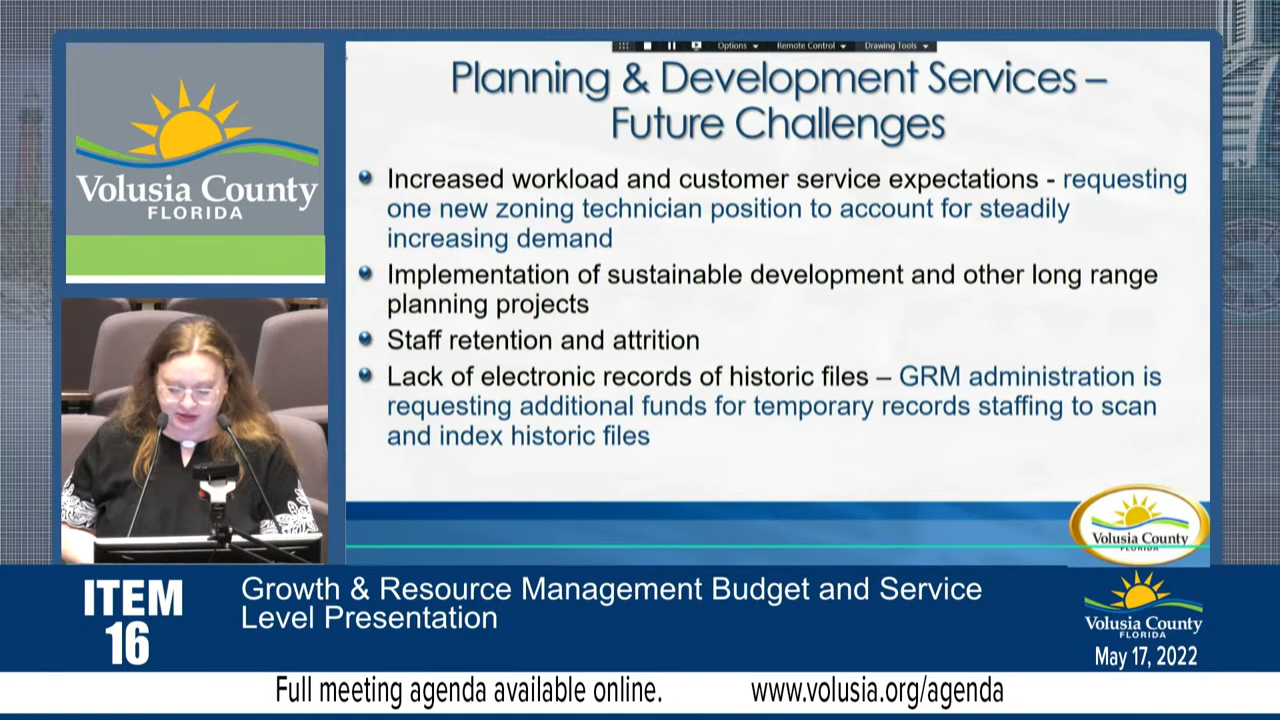 Options
Remote Control
Drawing Tools
Planning & Development Services –
Future Challenges
Increased workload and customer service expectations - requesting
one new zoning technician position to account for steadily
increasing demand
Implementation of sustainable development and other long range
planning projects
Staff retention and attrition
Lack of electronic records of historic files – GRM administration is
requesting additional funds for temporary records staffing to scan
and index historic files
Volusia County
FLORIDA
Volusia County
FLORIDA
ITEM
16
Growth & Resource Management Budget and Service
Level Presentation
Volusia County
FLORIDA
May 17, 2022
Full meeting agenda available online.
www.volusia.org/agenda